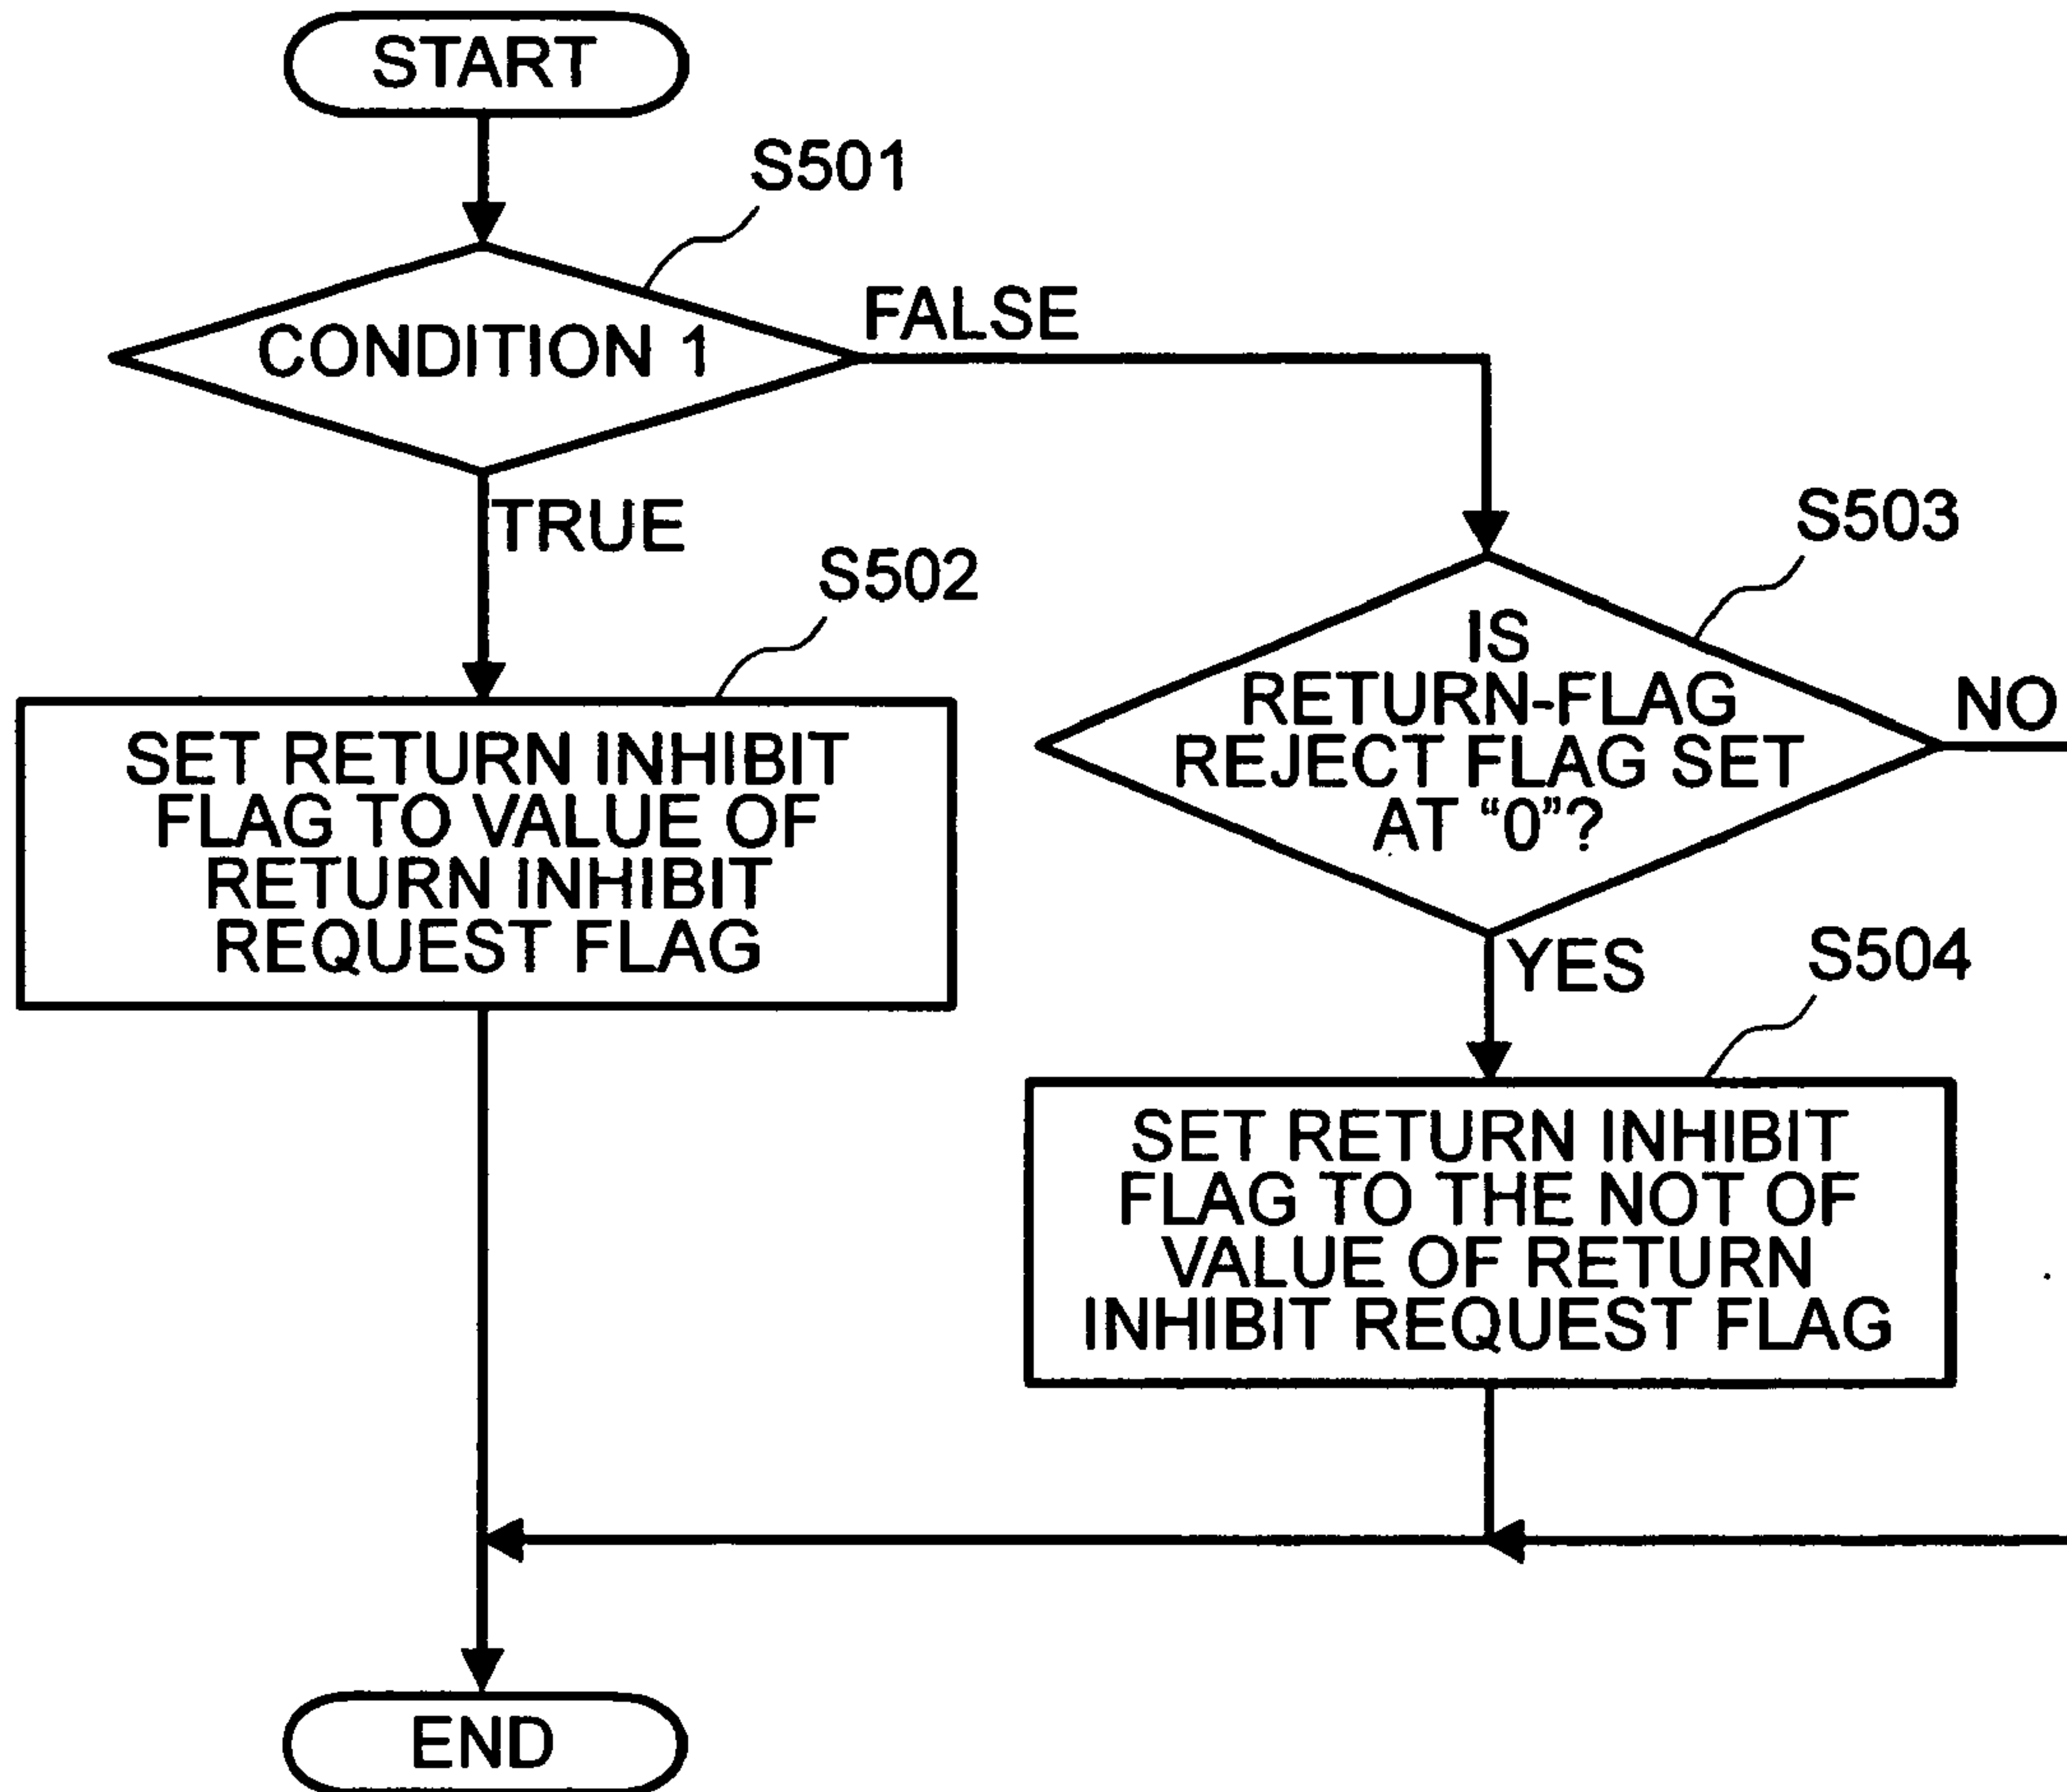 START
S501
CONDITION 1
FALSE
TRUE
S502
SET RETURN INHIBIT
FLAG TO VALUE OF
RETURN INHIBIT
REQUEST FLAG
S503
IS
RETURN-FLAG
REJECT FLAG SET
AT “0”?
NO
YES
S504
SET RETURN INHIBIT
FLAG TO THE NOT OF
VALUE OF RETURN
INHIBIT REQUEST FLAG
END